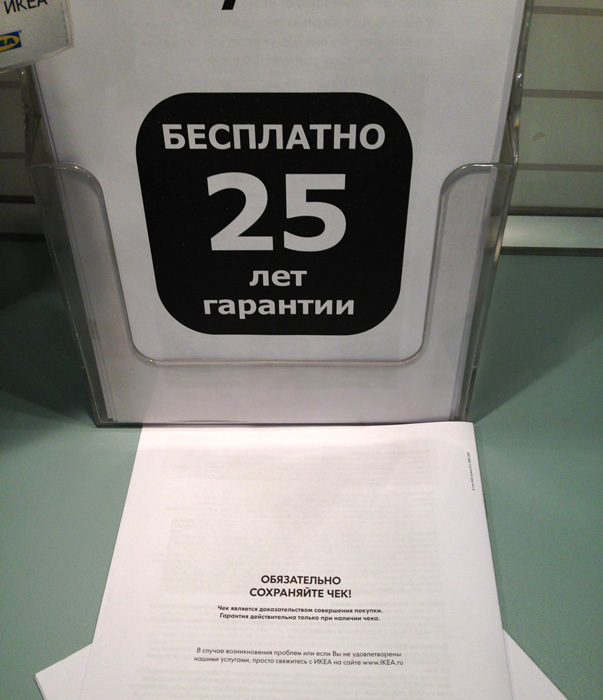 ИКЕА
БЕСПЛАТНО
25
лет
гарантии
ОБЯЗАТЕЛЬНО
СОХРАНЯЙТЕ ЧЕК!
Чек является доказательством совершения покупки.
Гарантия действительна только при наличии чека.
В случае возникновения проблем или если Вы не удовлетворены
нашими услугами, просто свяжитесь с ИКЕА на сайте www.IKEA.ru